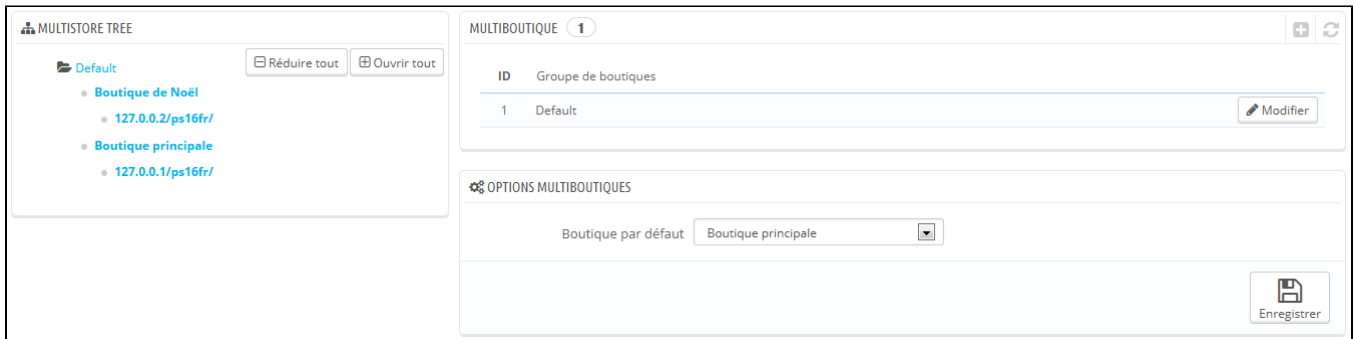 MULTISTORE TREE
Réduire tout
Ouvrir tout
Default
Boutique de Noël
127.0.0.2/ps16fr/
Boutique principale
127.0.0.1/ps16fr/
MULTIBOUTIQUE 1
ID Groupe de boutiques
1 Default Modifier
OPTIONS MULTIBOUTIQUES
Boutique par défaut Boutique principale
Enregistrer